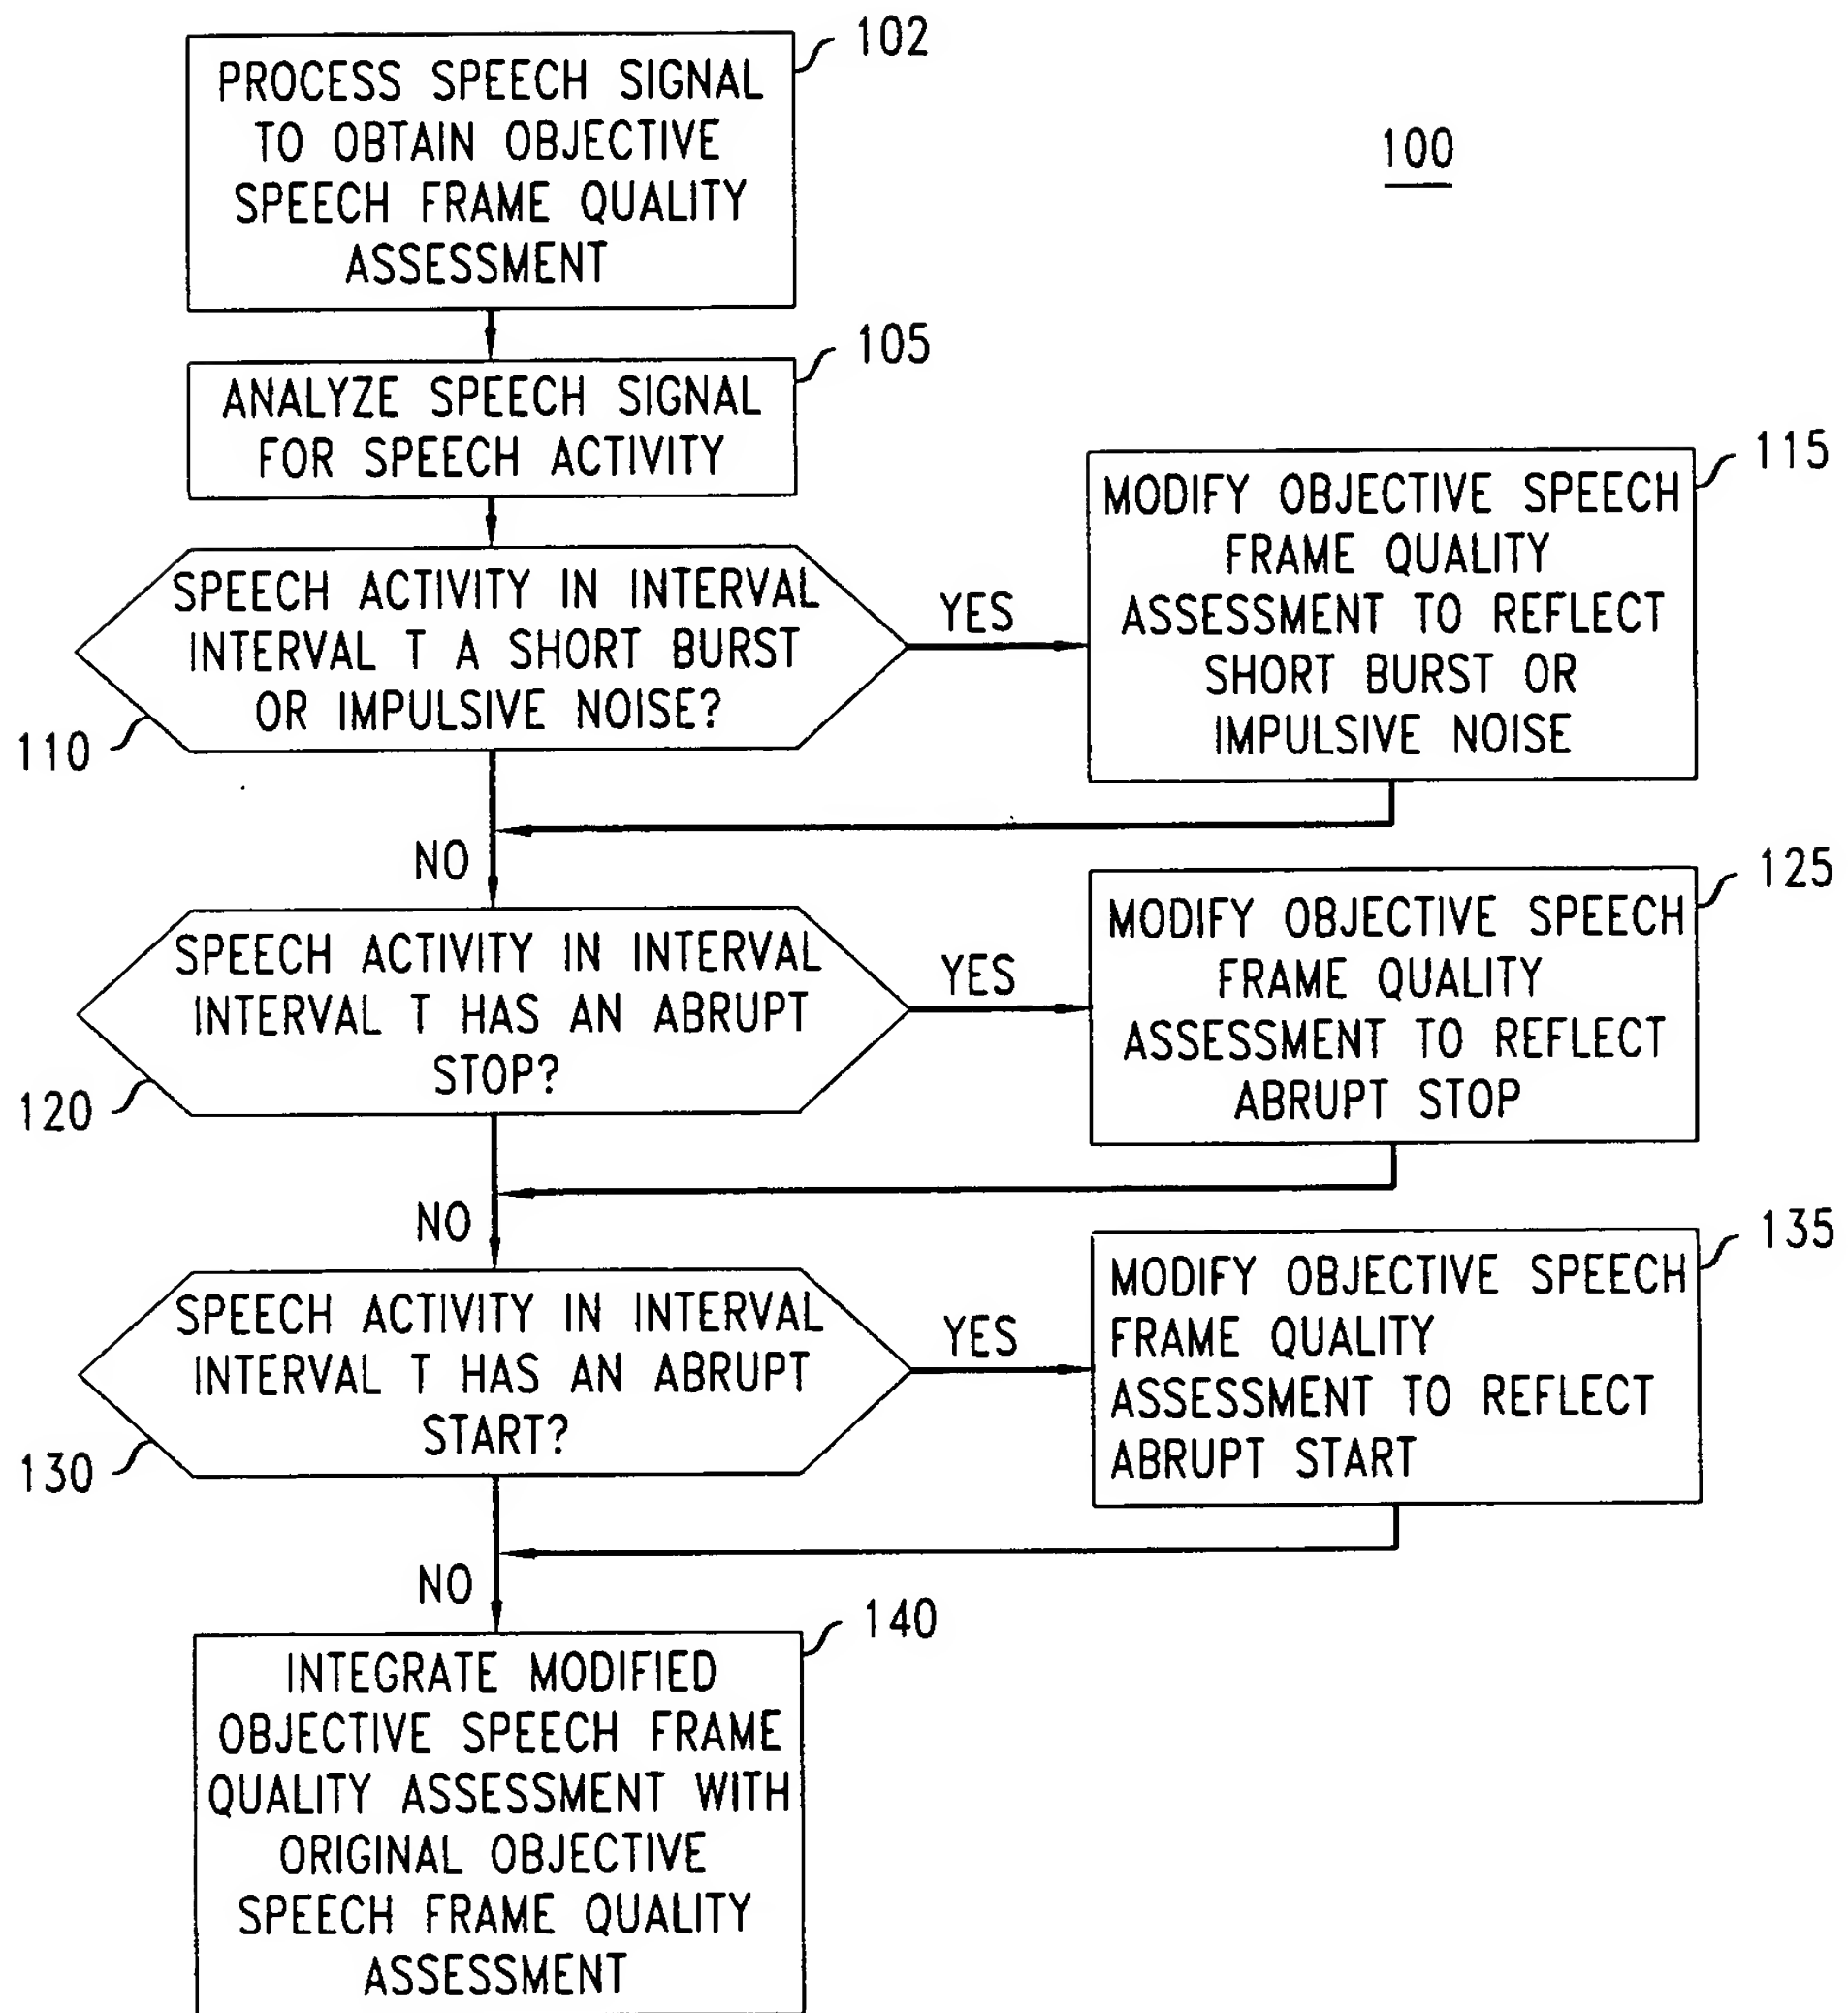 102
PROCESS SPEECH SIGNAL
TO OBTAIN OBJECTIVE
SPEECH FRAME QUALITY
ASSESSMENT
100
105
ANALYZE SPEECH SIGNAL
FOR SPEECH ACTIVITY
110
SPEECH ACTIVITY IN INTERVAL
INTERVAL T A SHORT BURST
OR IMPULSIVE NOISE?
YES
115
MODIFY OBJECTIVE SPEECH
FRAME QUALITY
ASSESSMENT TO REFLECT
SHORT BURST OR
IMPULSIVE NOISE
NO
120
SPEECH ACTIVITY IN INTERVAL
INTERVAL T HAS AN ABRUPT
STOP?
YES
125
MODIFY OBJECTIVE SPEECH
FRAME QUALITY
ASSESSMENT TO REFLECT
ABRUPT STOP
NO
130
SPEECH ACTIVITY IN INTERVAL
INTERVAL T HAS AN ABRUPT
START?
YES
135
MODIFY OBJECTIVE SPEECH
FRAME QUALITY
ASSESSMENT TO REFLECT
ABRUPT START
NO
140
INTEGRATE MODIFIED
OBJECTIVE SPEECH FRAME
QUALITY ASSESSMENT WITH
ORIGINAL OBJECTIVE
SPEECH FRAME QUALITY
ASSESSMENT